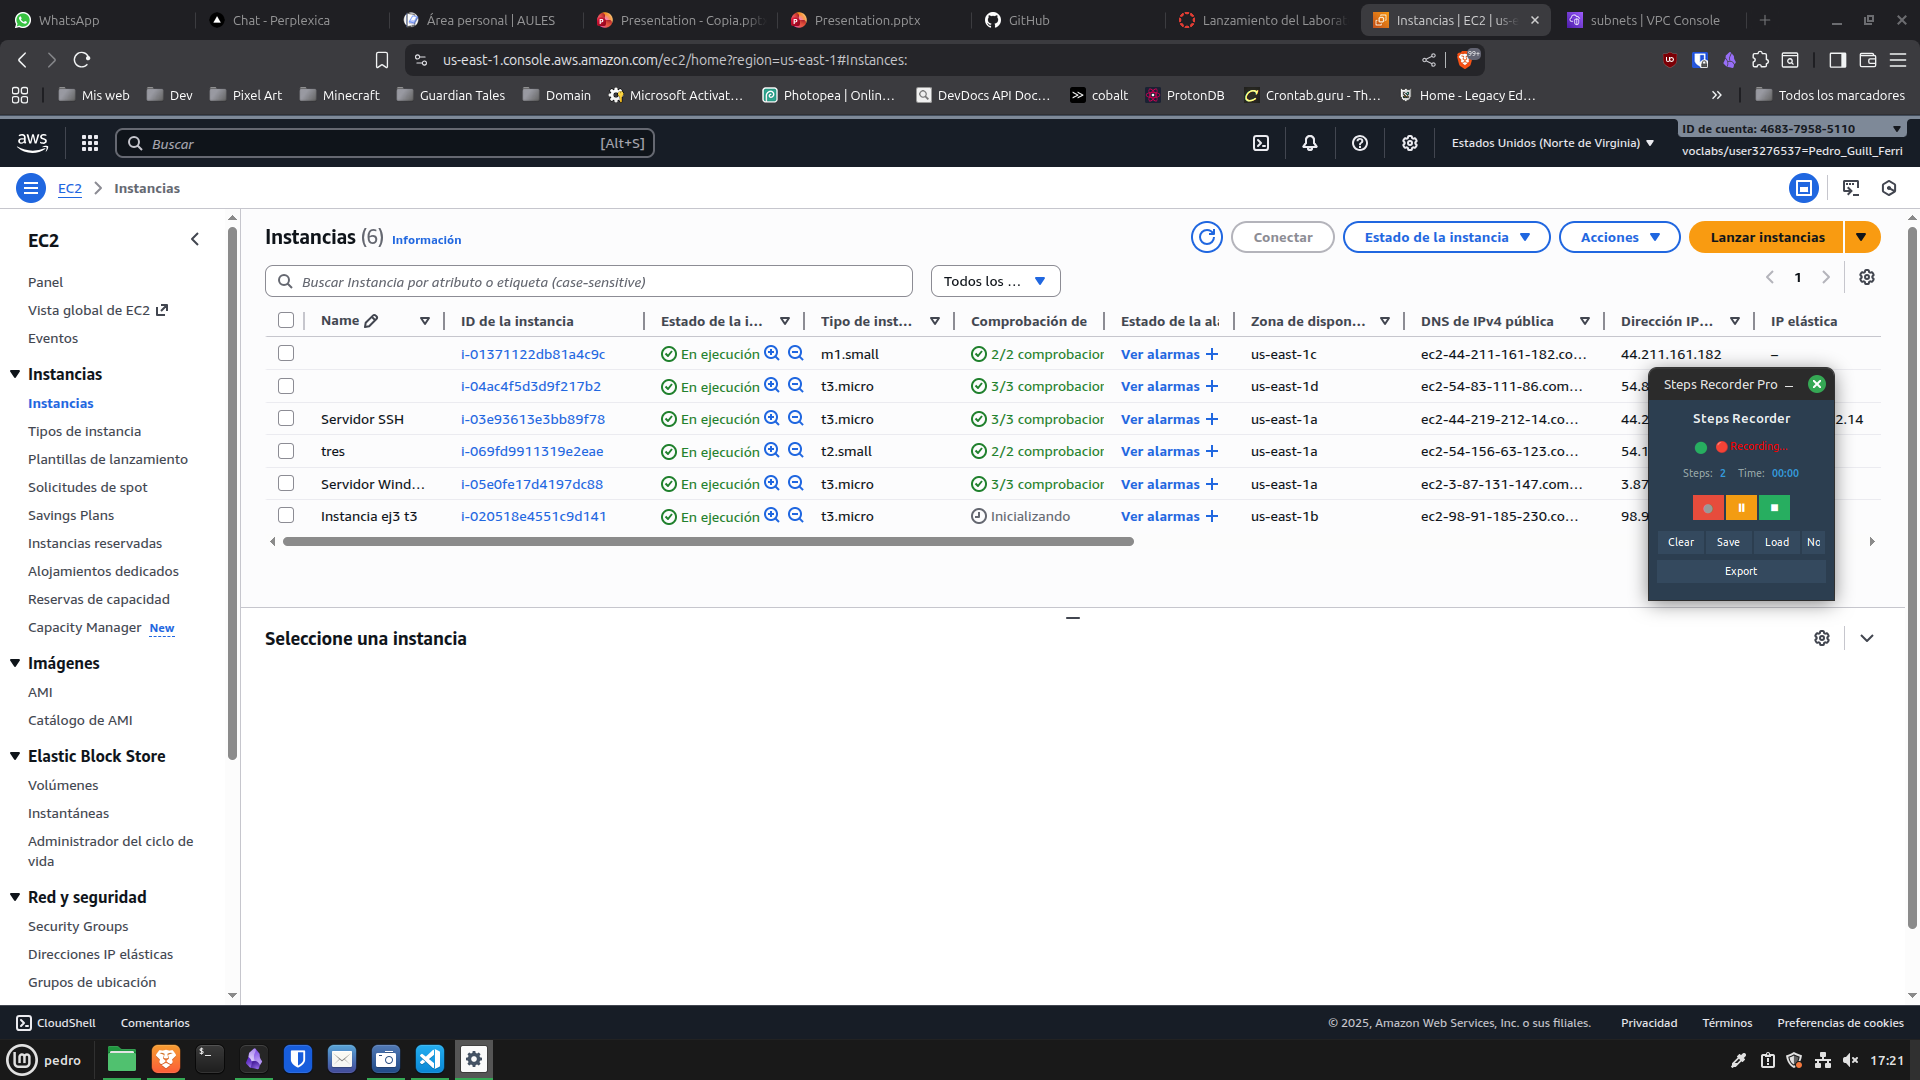 WhatsApp
Chat - Perplexica
Área personal | AULES
Presentation - Copia.ppt
Presentation.pptx
GitHub
Lanzamiento del Labora
Instancias | EC2 | us-e
subnets | VPC Console
us-east-1.console.aws.amazon.com/ec2/home?region=us-east-1#Instances:
99+
Mis web
Dev
Pixel Art
Minecraft
Guardian Tales
Domain
Microsoft Activat...
Photopea | Onlin...
DevDocs API Doc...
cobalt
ProtonDB
Crontab.guru - Th...
Home - Legacy Ed...
Todos los marcadores
aws
Buscar [Alt+S]
Estados Unidos (Norte de Virginia)
ID de cuenta: 4683-7958-5110
voclabs/user3276537=Pedro_Guill_Ferri
EC2 Instancias
EC2
Panel
Vista global de EC2
Eventos
Instancias
Instancias
Tipos de instancia
Plantillas de lanzamiento
Solicitudes de spot
Savings Plans
Instancias reservadas
Alojamientos dedicados
Reservas de capacidad
Capacity Manager New
Imágenes
AMI
Catálogo de AMI
Elastic Block Store
Volúmenes
Instantáneas
Administrador del ciclo de
vida
Red y seguridad
Security Groups
Direcciones IP elásticas
Grupos de ubicación
Instancias (6) Información
Conectar
Estado de la instancia
Acciones
Lanzar instancias
Buscar Instancia por atributo o etiqueta (case-sensitive)
Todos los ...
1
Name ID de la instancia Estado de la i... Tipo de inst... Comprobación de Estado de la al Zona de dispon... DNS de IPv4 pública Dirección IP... IP elástica
i-01371122db81a4c9c En ejecución m1.small 2/2 comprobacior Ver alarmas + us-east-1c ec2-44-211-161-182.co... 44.211.161.182 –
i-04ac4f5d3d9f217b2 En ejecución t3.micro 3/3 comprobacior Ver alarmas + us-east-1d ec2-54-83-111-86.com... 54.8
Servidor SSH i-03e93613e3bb89f78 En ejecución t3.micro 3/3 comprobacior Ver alarmas + us-east-1a ec2-44-219-212-14.co... 44.2 2.14
tres i-069fd9911319e2eae En ejecución t2.small 2/2 comprobacior Ver alarmas + us-east-1a ec2-54-156-63-123.co... 54.1
Servidor Wind... i-05e0fe17d4197dc88 En ejecución t3.micro 3/3 comprobacior Ver alarmas + us-east-1a ec2-3-87-131-147.com... 3.87
Instancia ej3 t3 i-020518e4551c9d141 En ejecución t3.micro Inicializando Ver alarmas + us-east-1b ec2-98-91-185-230.co... 98.9
Steps Recorder Pro
Steps Recorder
Recording...
Steps: 2 Time: 00:00
Clear Save Load No
Export
Seleccione una instancia
CloudShell
Comentarios
© 2025, Amazon Web Services, Inc. o sus filiales.
Privacidad
Términos
Preferencias de cookies
pedro
17:21